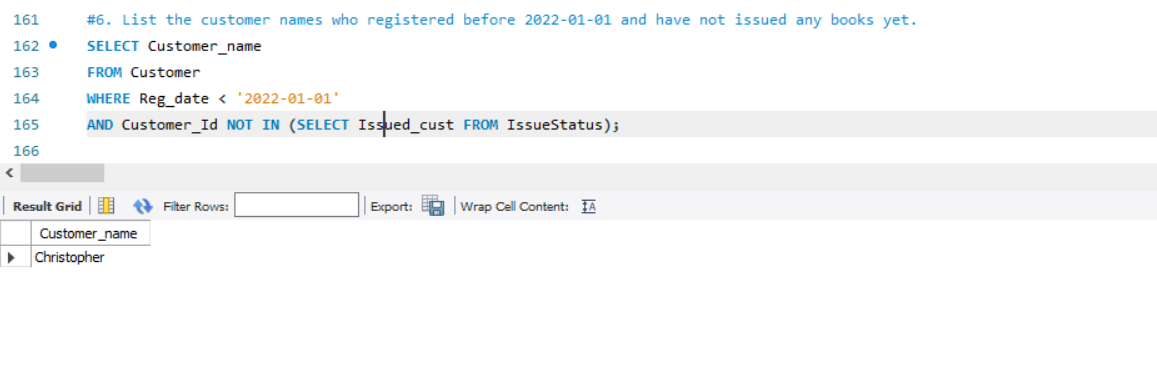 161 #6. List the customer names who registered before 2022-01-01 and have not issued any books yet.
162 SELECT Customer_name
163 FROM Customer
164 WHERE Reg_date < '2022-01-01'
165 AND Customer_Id NOT IN (SELECT Issued_cust FROM IssueStatus);
166
Result Grid Filter Rows: Export: Wrap Cell Content: IA
Customer_name
Christopher